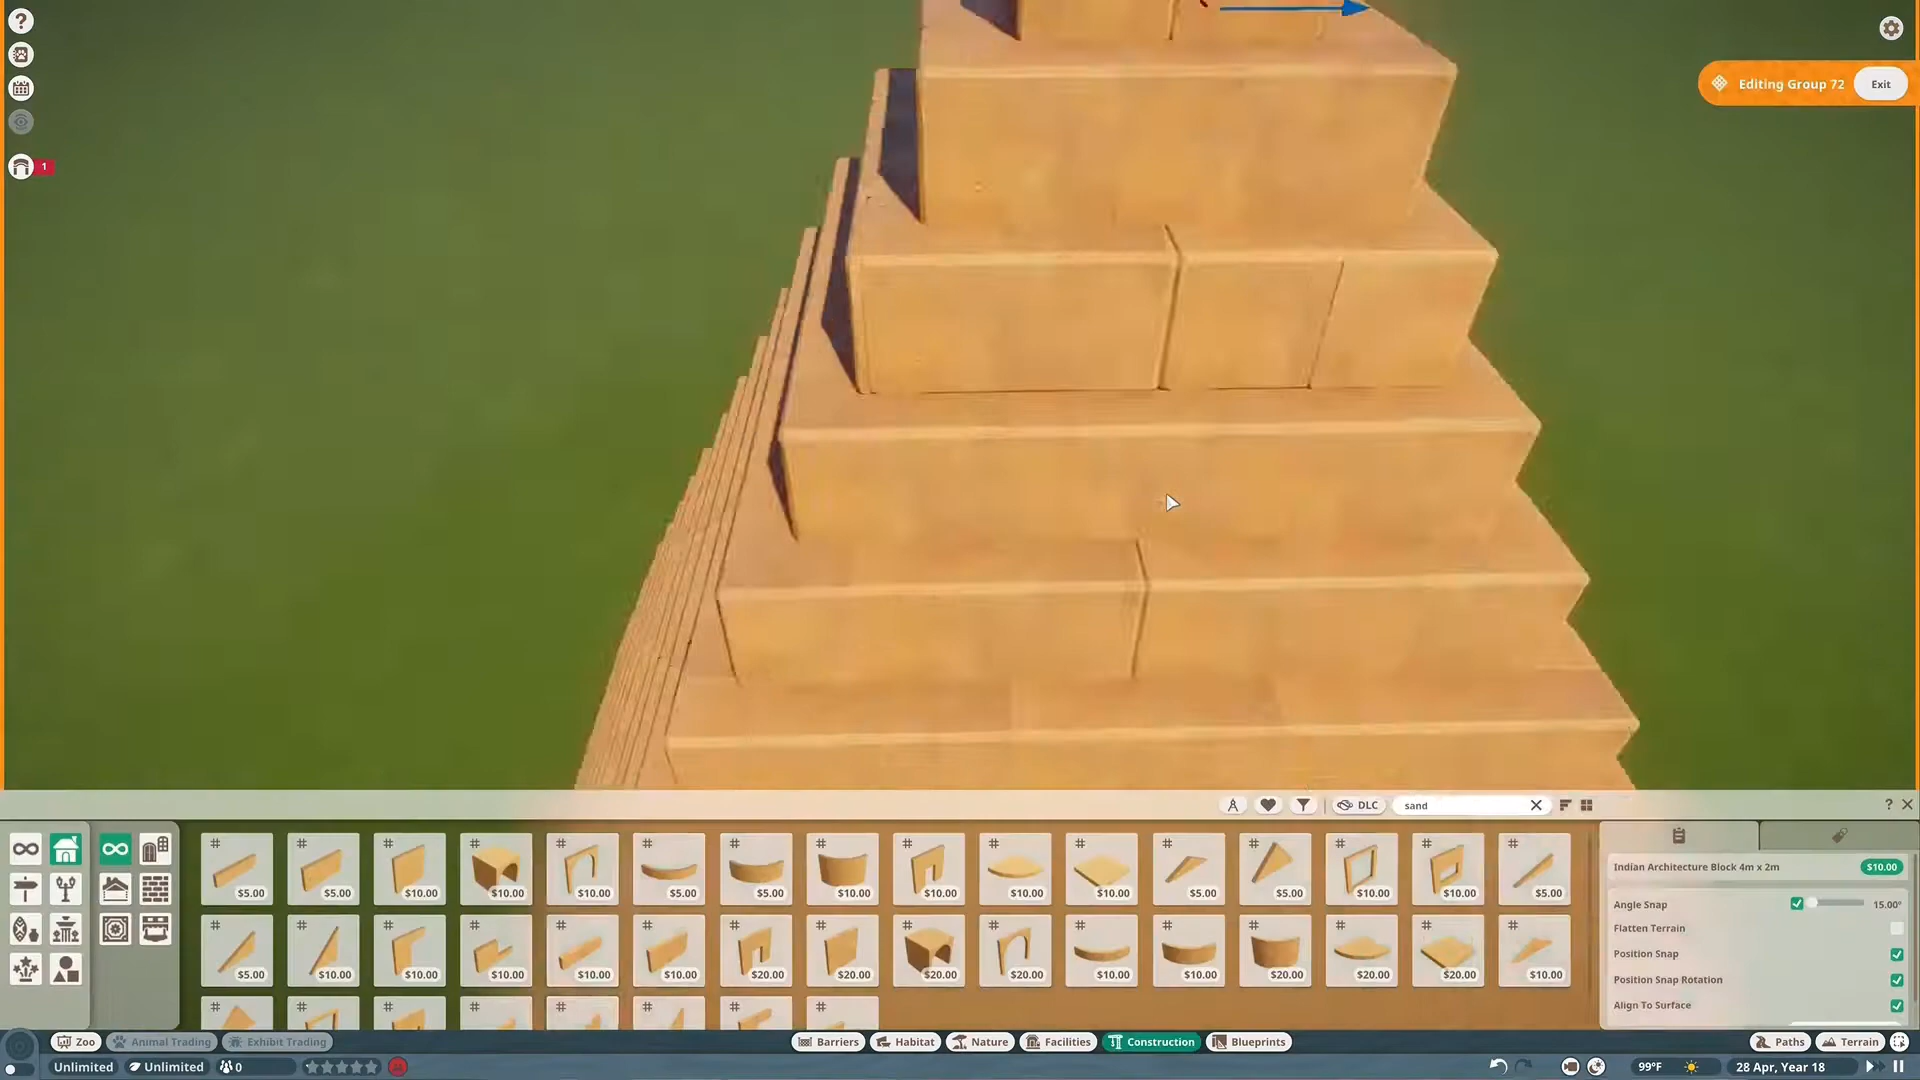 ?
Editing Group 72 Exit
1
DLC sand ?
$5.00 $5.00 $10.00 $10.00 $10.00 $5.00 $5.00 $10.00 $10.00 $10.00 $10.00 $5.00 $5.00 $10.00 $10.00 $5.00
$5.00 $10.00 $10.00 $10.00 $10.00 $10.00 $20.00 $20.00 $20.00 $20.00 $10.00 $10.00 $20.00 $20.00 $20.00 $10.00
Indian Architecture Block 4m x 2m $10.00
Angle Snap 15.00°
Flatten Terrain
Position Snap
Position Snap Rotation
Align To Surface
Zoo Animal Trading Exhibit Trading Barriers Habitat Nature Facilities Construction Blueprints Paths Terrain
Unlimited Unlimited 0 99°F 28 Apr, Year 18